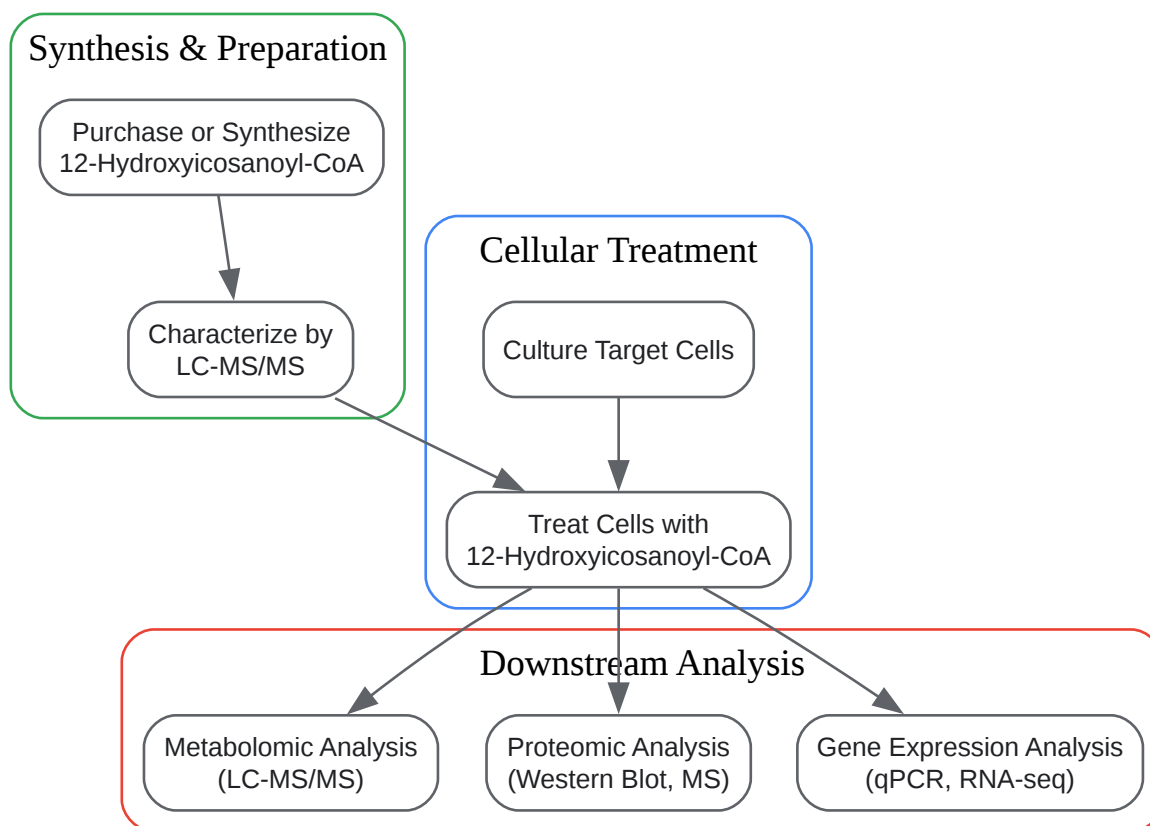 Synthesis & Preparation
Purchase or Synthesize
12-Hydroxyicosanoyl-CoA
Characterize by
LC-MS/MS
Cellular Treatment
Culture Target Cells
Treat Cells with
12-Hydroxyicosanoyl-CoA
Downstream Analysis
Metabolomic Analysis
(LC-MS/MS)
Proteomic Analysis
(Western Blot, MS)
Gene Expression Analysis
(qPCR, RNA-seq)